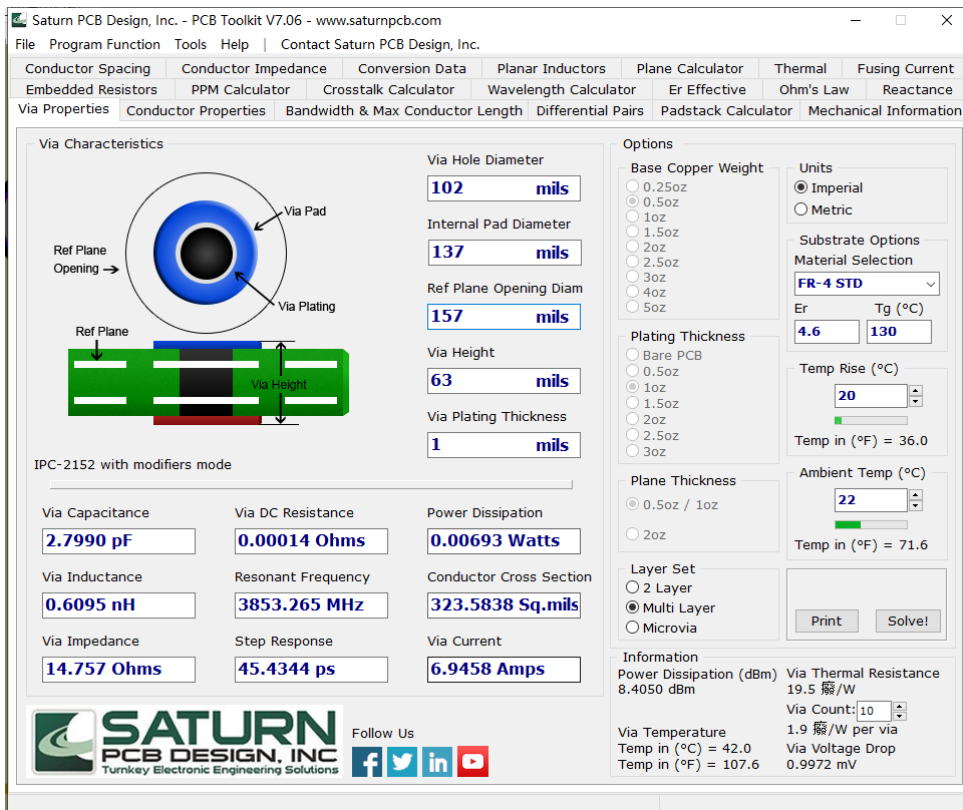 Saturn PCB Design, Inc. - PCB Toolkit V7.06 - www.saturnpcb.com
File Program Function Tools Help | Contact Saturn PCB Design, Inc.
Conductor Spacing Conductor Impedance Conversion Data Planar Inductors Plane Calculator Thermal Fusing Current
Embedded Resistors PPM Calculator Crosstalk Calculator Wavelength Calculator Er Effective Ohm's Law Reactance
Via Properties Conductor Properties Bandwidth & Max Conductor Length Differential Pairs Padstack Calculator Mechanical Information
Via Characteristics
Via Pad
Ref Plane
Opening
Via Plating
Ref Plane
Via Height
Via Hole Diameter
102 mils
Internal Pad Diameter
137 mils
Ref Plane Opening Diam
157 mils
Via Height
63 mils
Via Plating Thickness
1 mils
IPC-2152 with modifiers mode
Via Capacitance
2.7990 pF
Via DC Resistance
0.00014 Ohms
Power Dissipation
0.00693 Watts
Via Inductance
0.6095 nH
Resonant Frequency
3853.265 MHz
Conductor Cross Section
323.5838 Sq.mils
Via Impedance
14.757 Ohms
Step Response
45.4344 ps
Via Current
6.9458 Amps
Options
Base Copper Weight
0.25oz
0.5oz
1oz
1.5oz
2oz
2.5oz
3oz
4oz
5oz
Plating Thickness
Bare PCB
0.5oz
1oz
1.5oz
2oz
2.5oz
3oz
Plane Thickness
0.5oz / 1oz
2oz
Layer Set
2 Layer
Multi Layer
Microvia
Units
Imperial
Metric
Substrate Options
Material Selection
FR-4 STD
Er Tg (°C)
4.6 130
Temp Rise (°C)
20
Temp in (°F) = 36.0
Ambient Temp (°C)
22
Temp in (°F) = 71.6
Print Solve!
Information
Power Dissipation (dBm)
8.4050 dBm
Via Temperature
Temp in (°C) = 42.0
Temp in (°F) = 107.6
Via Thermal Resistance
19.5 癈/W
Via Count: 10
1.9 癈/W per via
Via Voltage Drop
0.9972 mV
SATURN
PCB DESIGN, INC
Turnkey Electronic Engineering Solutions
Follow Us